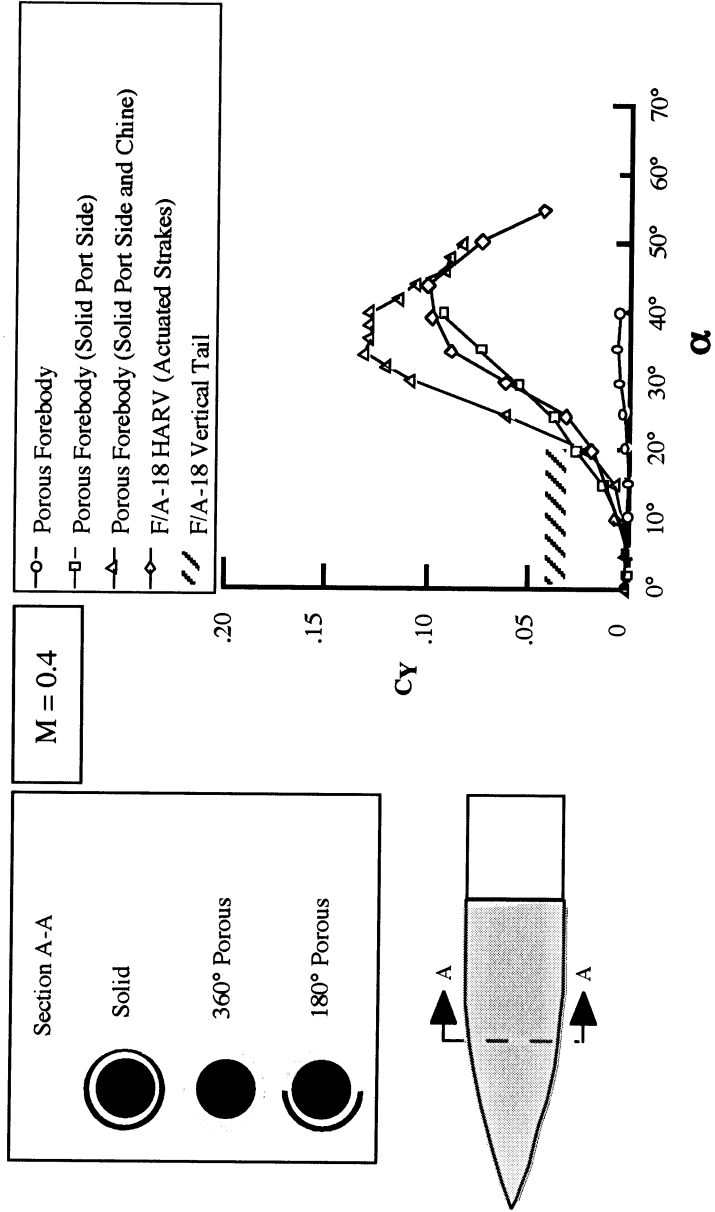 Section A-A
Solid
360° Porous
180° Porous
A
A
M = 0.4
Porous Forebody
Porous Forebody (Solid Port Side)
Porous Forebody (Solid Port Side and Chine)
F/A-18 HARV (Actuated Strakes)
F/A-18 Vertical Tail
.20
.15
CY
.10
.05
0
0° 10° 20° 30° 40° 50° 60° 70°
α